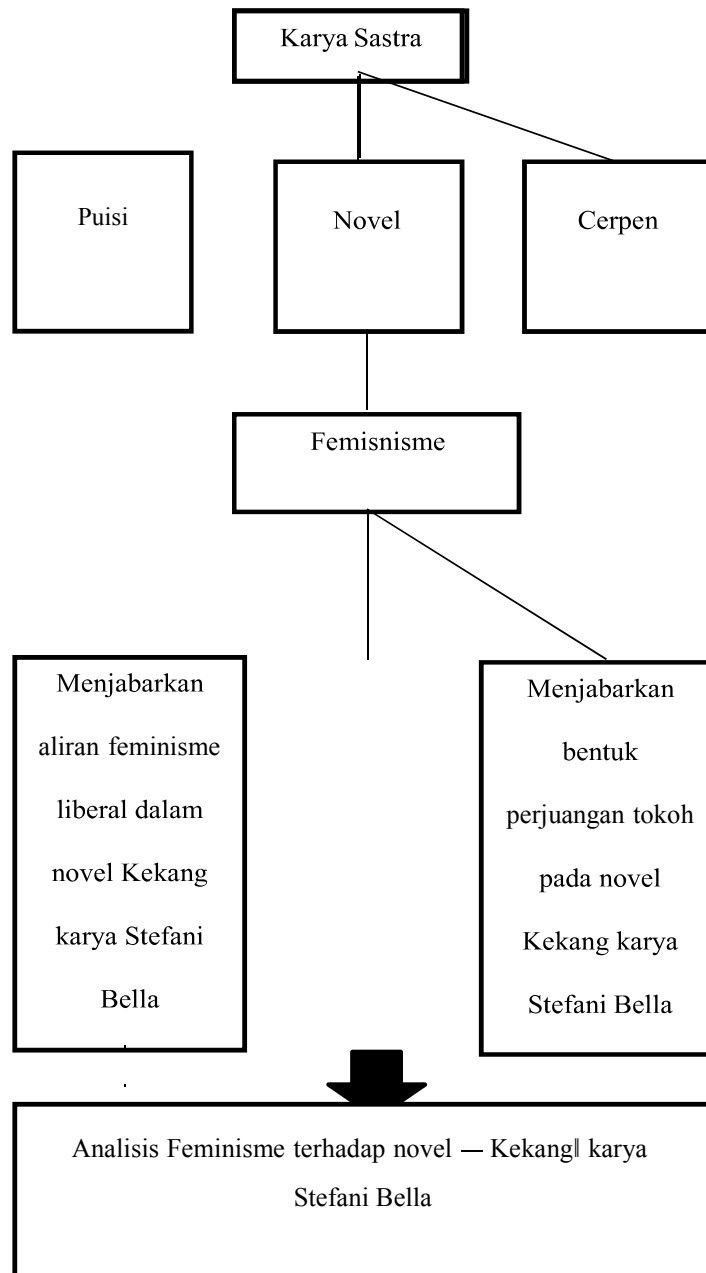 Karya Sastra
Puisi
Novel
Cerpen
Femisnisme
Menjabarkan
aliran feminisme
liberal dalam
novel Kekang
karya Stefani
Bella
Menjabarkan
bentuk
perjuangan tokoh
pada novel
Kekang karya
Stefani Bella
Analisis Feminisme terhadap novel ― Kekang‖ karya
Stefani Bella